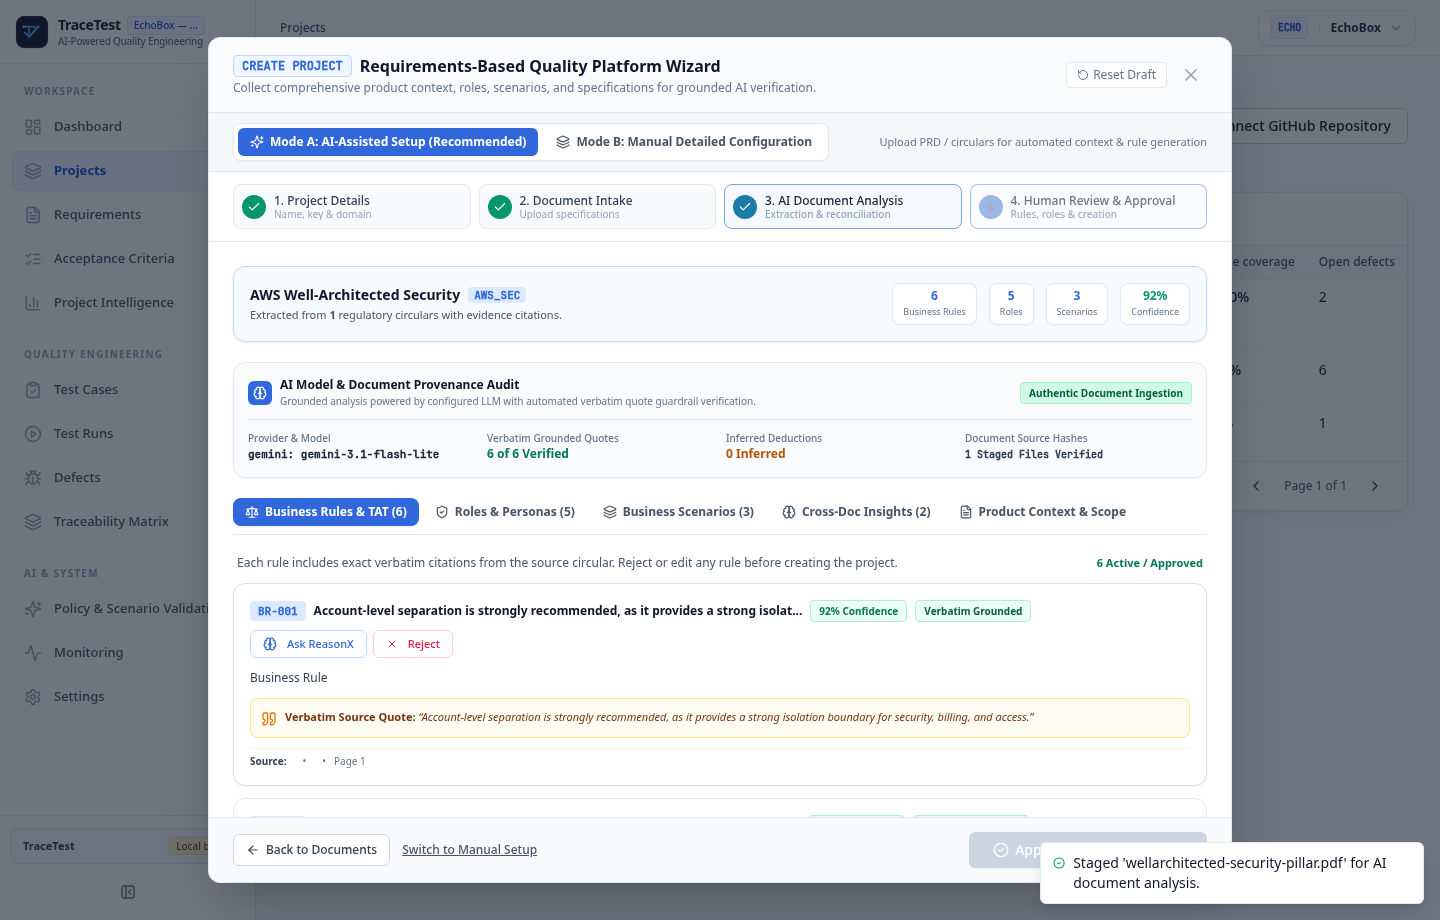 TraceTest
EchoBox — ...
AI-Powered Quality Engineering
Projects
ECHO
EchoBox
WORKSPACE
Dashboard
Projects
Requirements
Acceptance Criteria
Project Intelligence
QUALITY ENGINEERING
Test Cases
Test Runs
Defects
Traceability Matrix
AI & SYSTEM
Policy & Scenario Validati
Monitoring
Settings
TraceTest
Local b
CREATE PROJECT
Requirements-Based Quality Platform Wizard
Collect comprehensive product context, roles, scenarios, and specifications for grounded AI verification.
Reset Draft
Mode A: AI-Assisted Setup (Recommended)
Mode B: Manual Detailed Configuration
Upload PRD / circulars for automated context & rule generation
1. Project Details
Name, key & domain
2. Document Intake
Upload specifications
3. AI Document Analysis
Extraction & reconciliation
4. Human Review & Approval
Rules, roles & creation
AWS Well-Architected Security
AWS_SEC
Extracted from 1 regulatory circulars with evidence citations.
6
Business Rules
5
Roles
3
Scenarios
92%
Confidence
AI Model & Document Provenance Audit
Grounded analysis powered by configured LLM with automated verbatim quote guardrail verification.
Authentic Document Ingestion
Provider & Model
gemini: gemini-3.1-flash-lite
Verbatim Grounded Quotes
6 of 6 Verified
Inferred Deductions
0 Inferred
Document Source Hashes
1 Staged Files Verified
Business Rules & TAT (6)
Roles & Personas (5)
Business Scenarios (3)
Cross-Doc Insights (2)
Product Context & Scope
Each rule includes exact verbatim citations from the source circular. Reject or edit any rule before creating the project.
6 Active / Approved
BR-001
Account-level separation is strongly recommended, as it provides a strong isolat...
92% Confidence
Verbatim Grounded
Ask ReasonX
Reject
Business Rule
Verbatim Source Quote: “Account-level separation is strongly recommended, as it provides a strong isolation boundary for security, billing, and access.”
Source: • • Page 1
Back to Documents
Switch to Manual Setup
App
nnect GitHub Repository
e coverage
Open defects
0%
2
%
6
1
Page 1 of 1
Staged 'wellarchitected-security-pillar.pdf' for AI
document analysis.